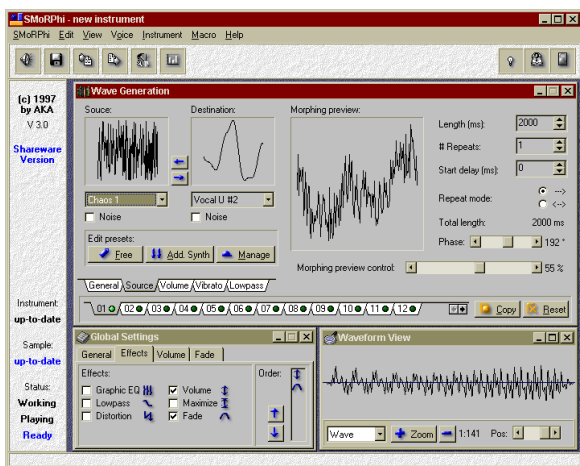 SMoRPhi - new instrument
SMoRPhi Edit View Voice Instrument Macro Help
(c) 1997
by AKA
V 3.0
Shareware
Version
Instrument:
up-to-date
Sample:
up-to-date
Status:
Working
Playing
Ready
Wave Generation
Souce:
Destination:
Morphing preview:
Chaos 1
Vocal U #2
Noise
Noise
Edit presets:
Free
Add. Synth
Manage
Length (ms):
2000
# Repeats:
1
Start delay (ms):
0
Repeat mode:
-->
<-->
Total length:
2000 ms
Phase:
192 °
Morphing preview control:
55 %
General Source Volume Vibrato Lowpass
01 02 03 04 05 06 07 08 09 10 11 12
Copy
Reset
Global Settings
General Effects Volume Fade
Effects:
Graphic EQ
Volume
Lowpass
Maximize
Distortion
Fade
Order:
Waveform View
Wave
Zoom
1:141
Pos: